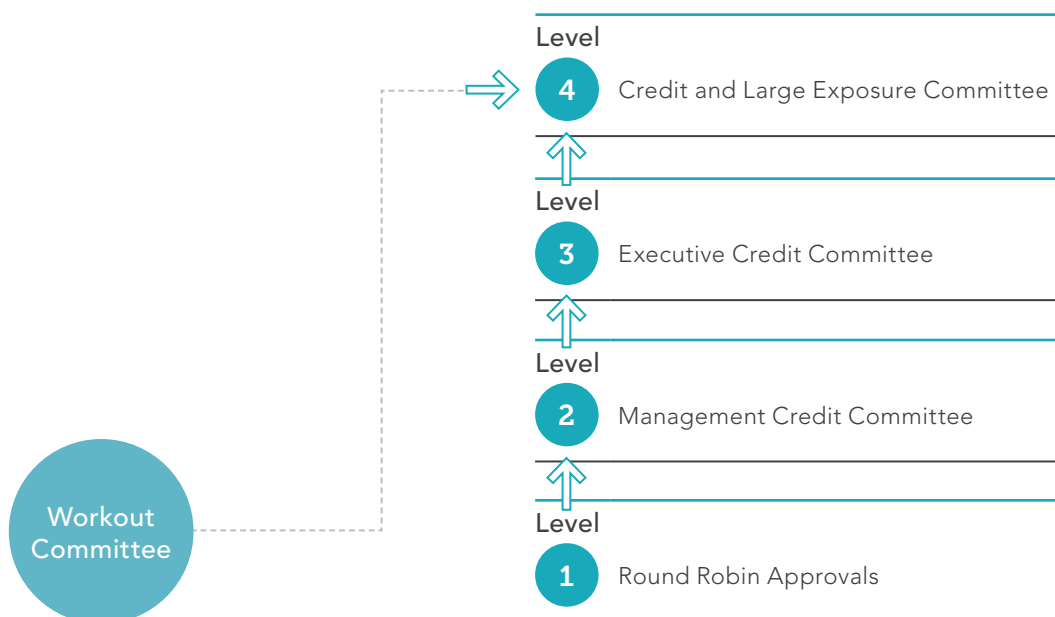 Level
4
Credit and Large Exposure Committee
Level
3
Executive Credit Committee
Level
2
Management Credit Committee
Workout
Committee
Level
1
Round Robin Approvals